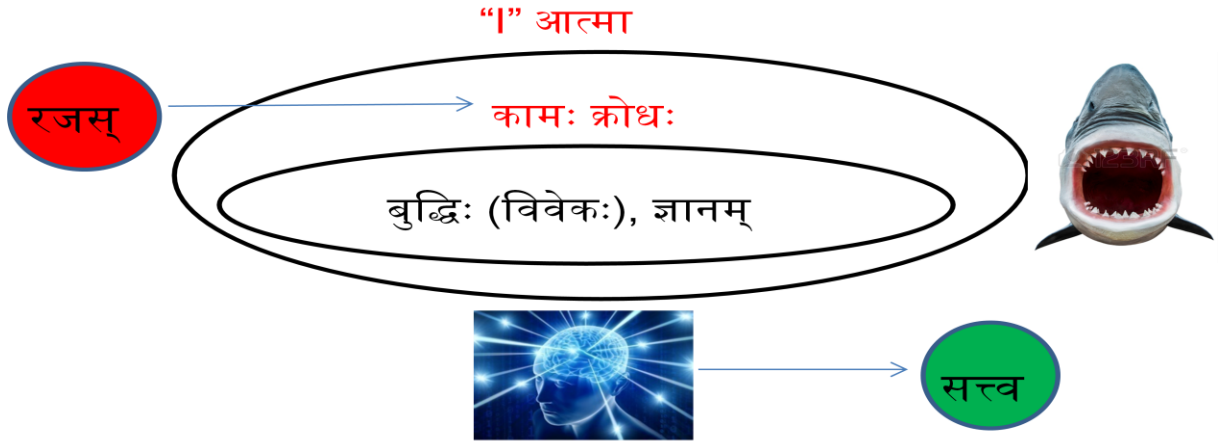 “I” आत्मा
रजस्
कामः क्रोधः
बुद्धिः (विवेकः), ज्ञानम्
सत्त्व